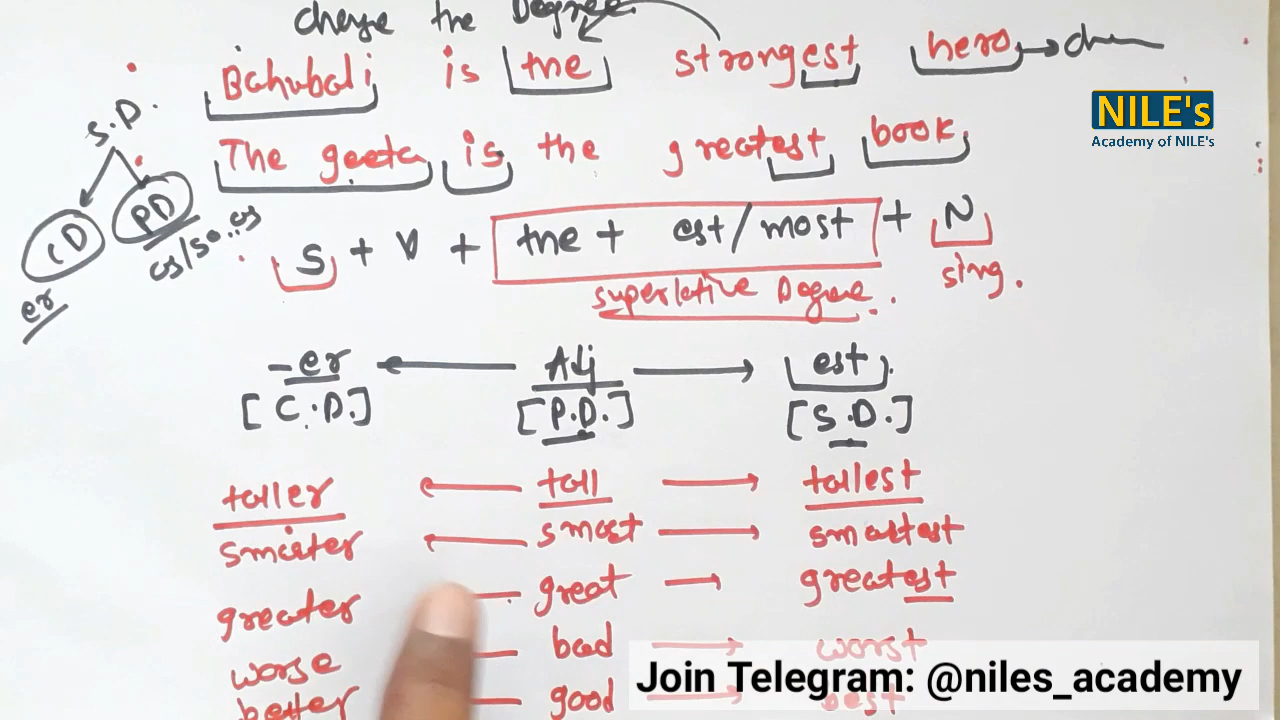 change the Degree.
Bahubali is the strongest hero →
NILE's
Academy of NILE's
S.D.
The geeta is the greatest book
CD PD
as/so..as
er
S + V + the + est/most + N
superlative Degree. sing.
-er ← Adj → est
[C.D.] [P.D.] [S.D.]
taller ← tall → tallest
smarter ← smart → smartest
greater — great → greatest
worse — bad → worst
better — good → best
Join Telegram: @niles_academy